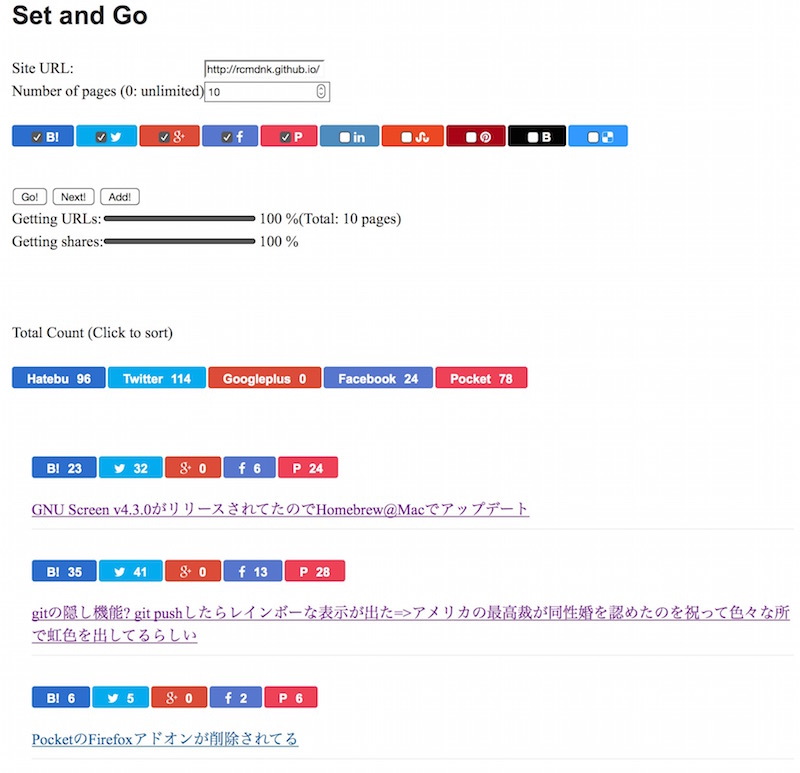 Set and Go
Site URL: http://rcmdnk.github.io/
Number of pages (0: unlimited) 10
B! g+ f P in B
Go! Next! Add!
Getting URLs: 100 %(Total: 10 pages)
Getting shares: 100 %
Total Count (Click to sort)
Hatebu 96 Twitter 114 Googleplus 0 Facebook 24 Pocket 78
B! 23 32 g+ 0 f 6 P 24
GNU Screen v4.3.0がリリースされてたのでHomebrew@Macでアップデート
B! 35 41 g+ 0 f 13 P 28
gitの隠し機能? git pushしたらレインボーな表示が出た=>アメリカの最高裁が同性婚を認めたのを祝って色々な所
で虹色を出してるらしい
B! 6 5 g+ 0 f 2 P 6
PocketのFirefoxアドオンが削除されてる